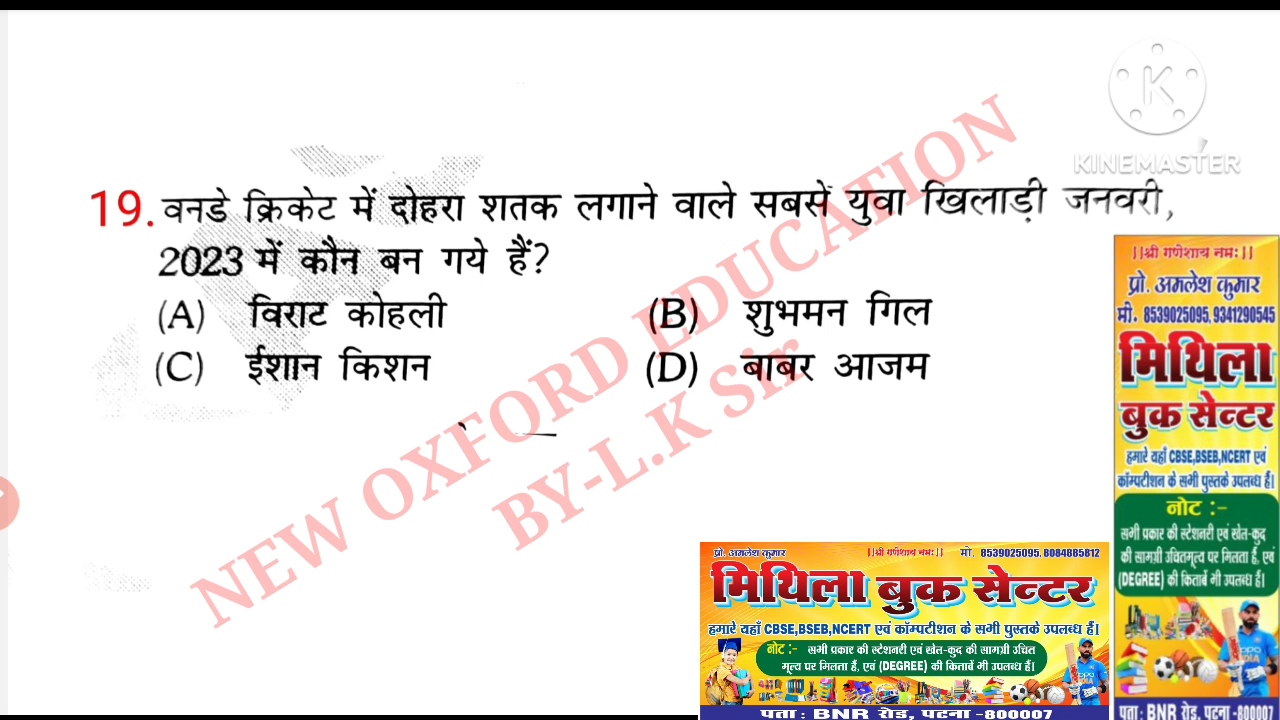 KINEMASTER
19. वनडे क्रिकेट में दोहरा शतक लगाने वाले सबसे युवा खिलाड़ी जनवरी,
2023 में कौन बन गये हैं?
(A) विराट कोहली (B) शुभमन गिल
(C) ईशान किशन (D) बाबर आजम
NEW OXFORD EDUCATION
BY-L.K Sir
||श्री गणेशाय नमः||
प्रो. अमलेश कुमार
मो. 8539025095, 9341290545
मिथिला
बुक सेन्टर
हमारे यहाँ CBSE,BSEB,NCERT एवं
कॉम्पटीशन के सभी पुस्तके उपलब्ध हैं।
नोट :-
सभी प्रकार की स्टेशनरी एवं खेल-कुद
की सामग्री उचितमूल्य पर मिलता है, एवं
(DEGREE) की किताबें भी उपलब्ध हैं।
पता: BNR रोड, पटना -800007
प्रो. अमलेश कुमार ||श्री गणेशाय नमः|| मो. 8539025095, 8084885812
मिथिला बुक सेन्टर
हमारे यहाँ CBSE,BSEB,NCERT एवं कॉम्पटीशन के सभी पुस्तके उपलब्ध हैं।
नोट :- सभी प्रकार की स्टेशनरी एवं खेल-कुद की सामग्री उचित
मूल्य पर मिलता हैं, एवं (DEGREE) की किताबें भी उपलब्ध हैं।
पता : BNR रोड, पटना -800007